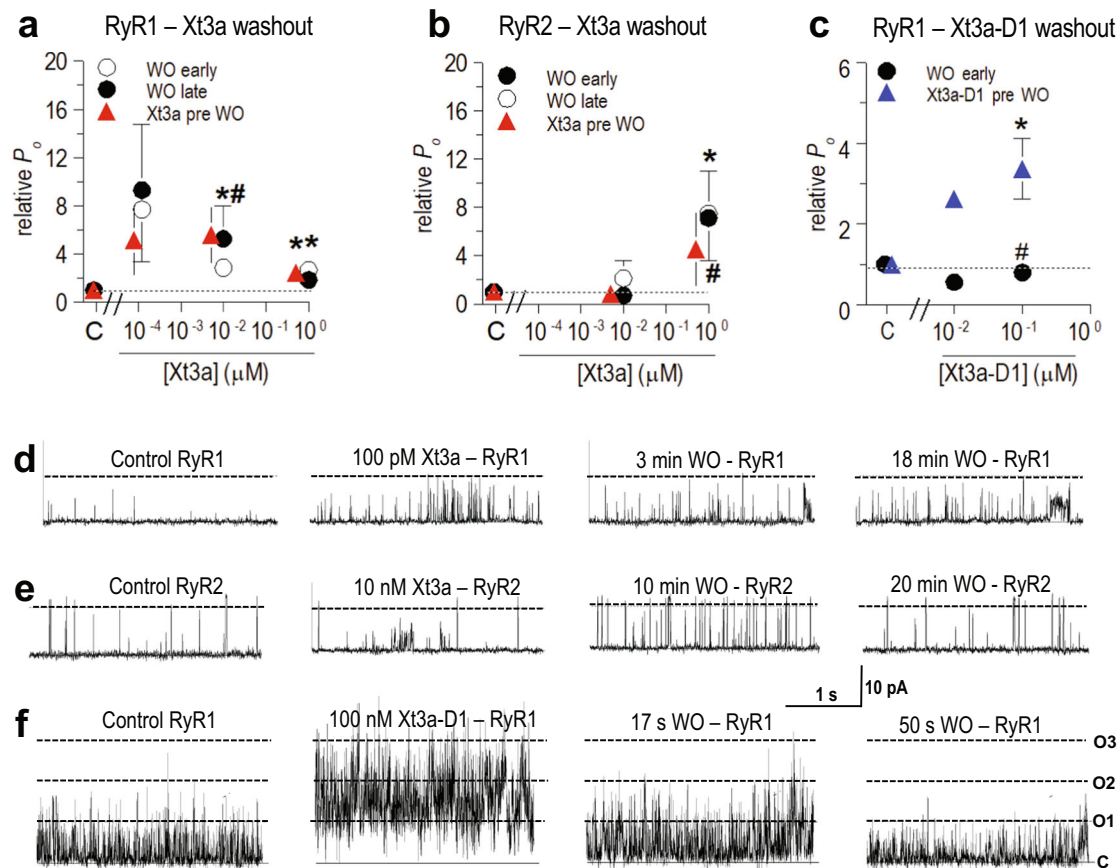 a RyR1 – Xt3a washout
20
16
12
8
4
0
relative Po
WO early
WO late
Xt3a pre WO
*#
**
C 10 -4 10 -3 10 -2 10 -1 10 0
[Xt3a] (μM)
b RyR2 – Xt3a washout
20
16
12
8
4
0
relative Po
WO early
WO late
Xt3a pre WO
*
#
C 10 -4 10 -3 10 -2 10 -1 10 0
[Xt3a] (μM)
c RyR1 – Xt3a-D1 washout
6
4
2
0
relative Po
WO early
Xt3a-D1 pre WO
*
#
C 10 -2 10 -1 10 0
[Xt3a-D1] (μM)
d Control RyR1 100 pM Xt3a – RyR1 3 min WO - RyR1 18 min WO - RyR1
e Control RyR2 10 nM Xt3a – RyR2 10 min WO - RyR2 20 min WO - RyR2
1 s 10 pA
f Control RyR1 100 nM Xt3a-D1 – RyR1 17 s WO – RyR1 50 s WO – RyR1
O3
O2
O1
C